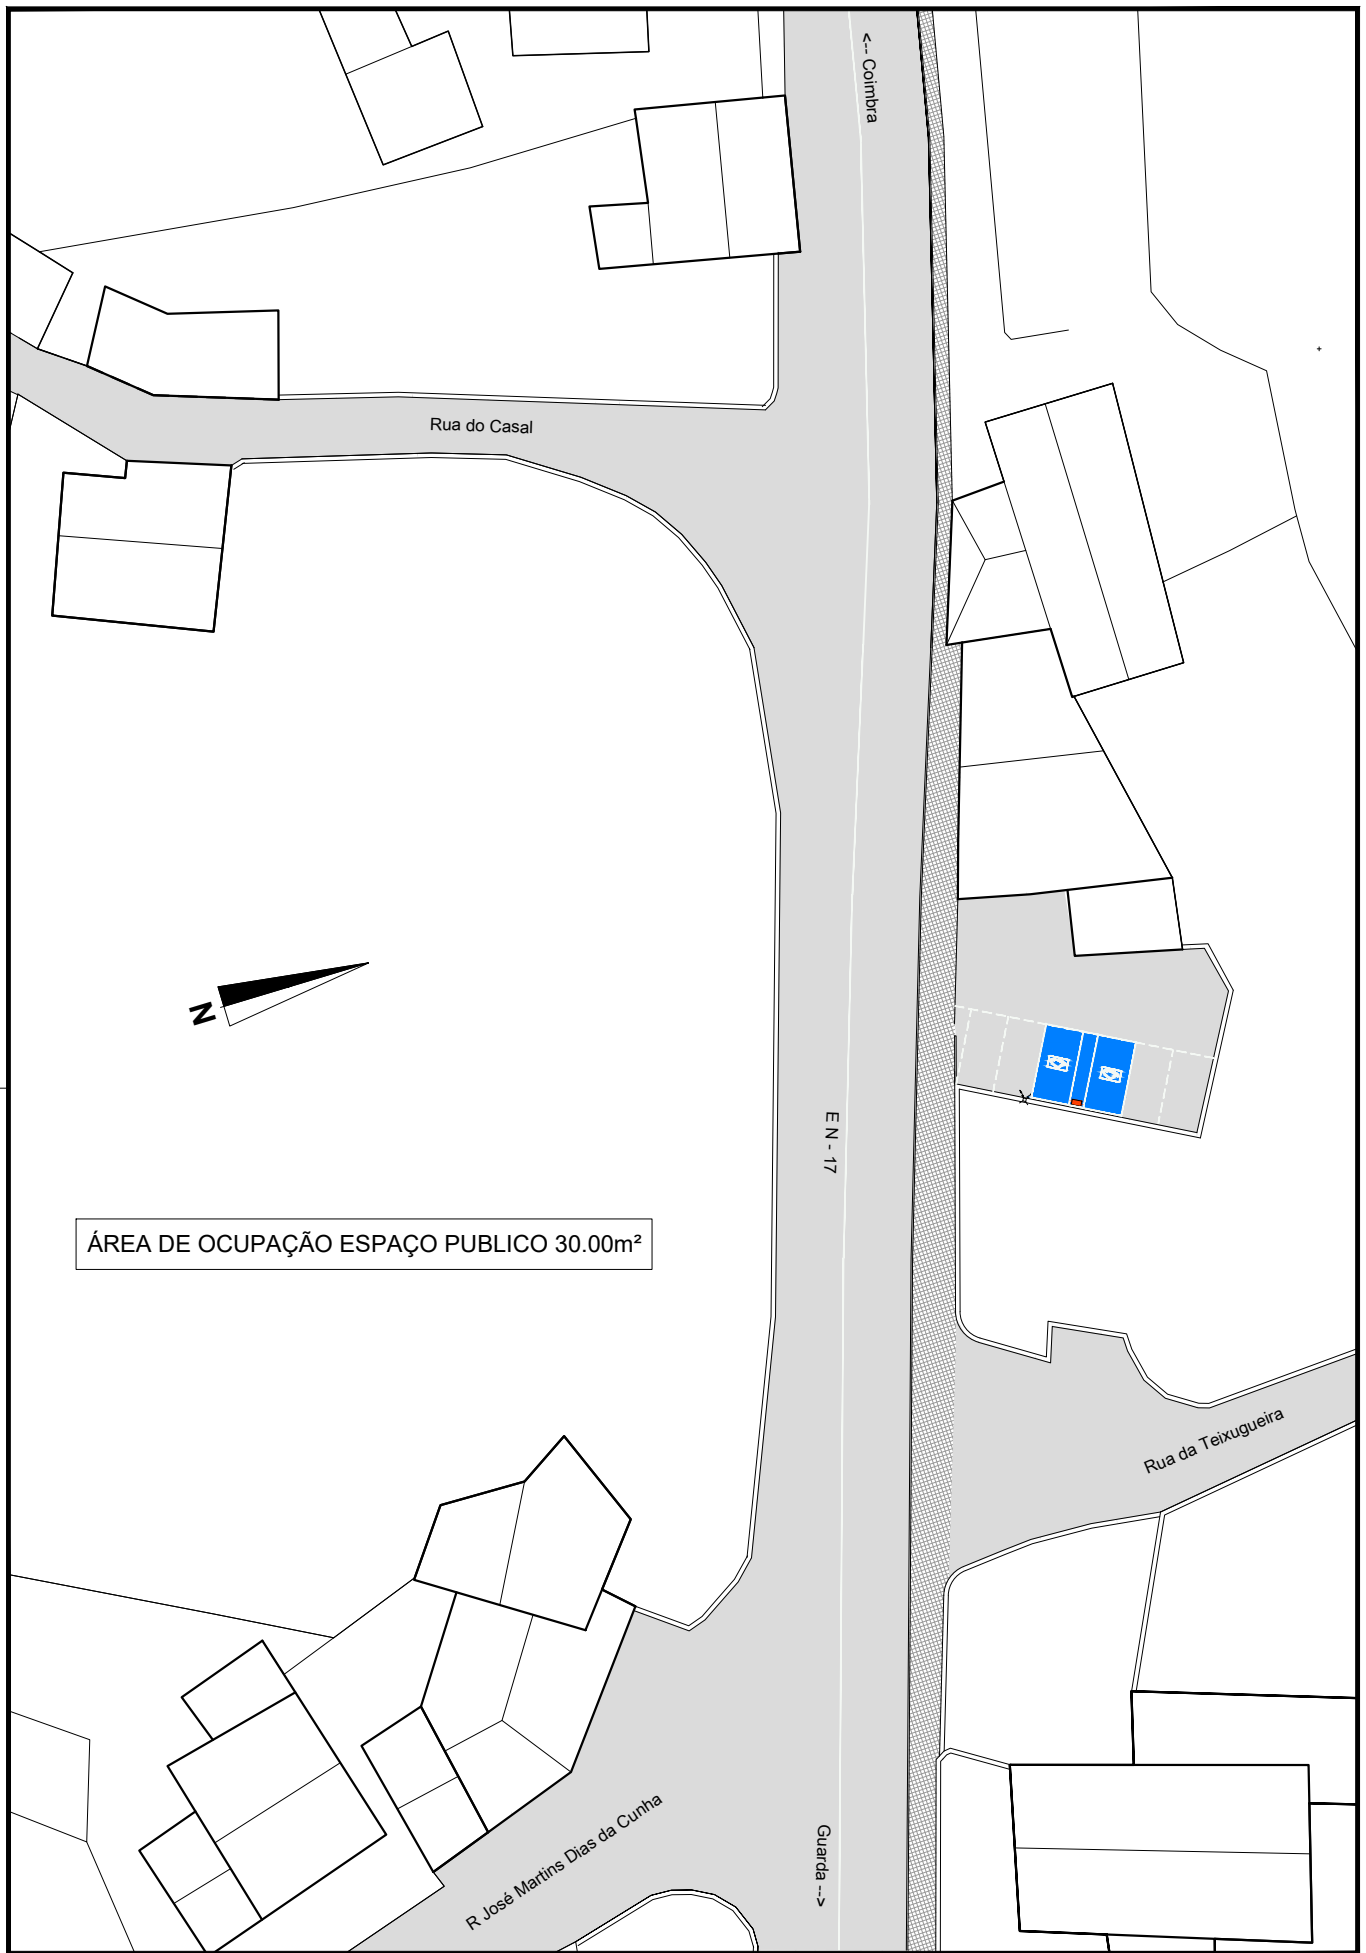 <-- Coimbra
Rua do Casal
N
E N - 17
ÁREA DE OCUPAÇÃO ESPAÇO PUBLICO 30.00m²
Rua da Teixugueira
R José Martins Dias da Cunha
Guarda -->